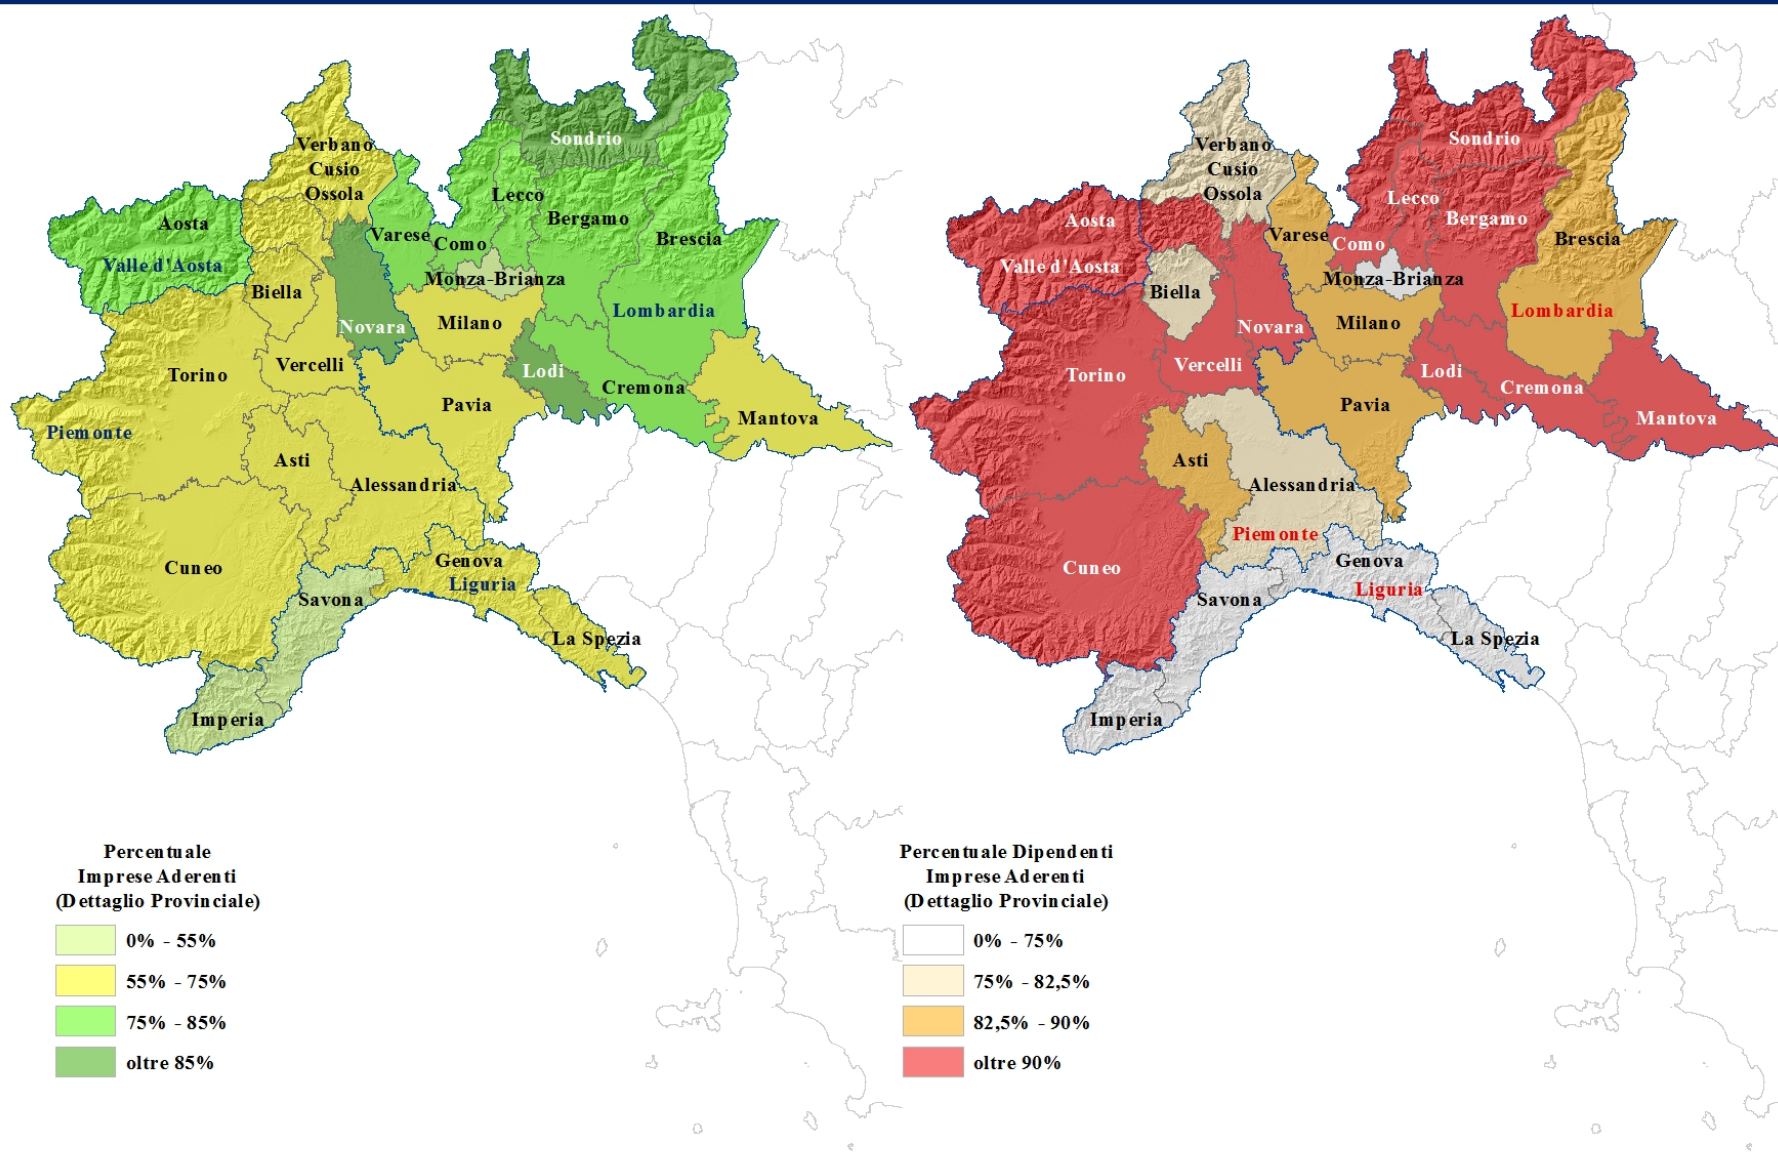 Sondrio
Verbano
Cusio
Ossola
Lecco
Bergamo
Aosta
Varese
Como
Brescia
Valle d'Aosta
Monza-Brianza
Biella
Lombardia
Novara
Milano
Vercelli
Torino
Lodi
Cremona
Pavia
Mantova
Piemonte
Asti
Alessandria
Cuneo
Genova
Liguria
Savona
La Spezia
Imperia
Percentuale
Imprese Aderenti
(Dettaglio Provinciale)
0% - 55%
55% - 75%
75% - 85%
oltre 85%
Sondrio
Verbano
Cusio
Ossola
Lecco
Bergamo
Aosta
Varese
Como
Brescia
Valle d'Aosta
Monza-Brianza
Biella
Lombardia
Novara
Milano
Vercelli
Torino
Lodi
Cremona
Pavia
Mantova
Asti
Alessandria
Piemonte
Cuneo
Genova
Liguria
Savona
La Spezia
Imperia
Percentuale Dipendenti
Imprese Aderenti
(Dettaglio Provinciale)
0% - 75%
75% - 82,5%
82,5% - 90%
oltre 90%